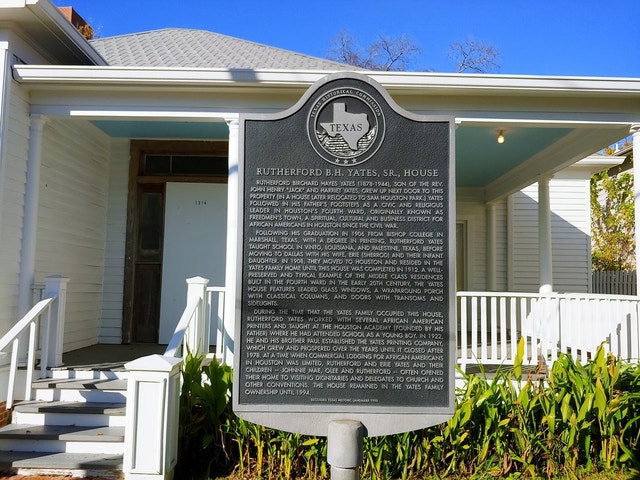 TEXAS HISTORICAL COMMISSION
TEXAS
RUTHERFORD B.H. YATES, SR., HOUSE
RUTHERFORD BIRCHARD HAYES YATES (1878-1944), SON OF THE REV.
JOHN HENRY "JACK" AND HARRIET YATES, GREW UP NEXT DOOR TO THIS
PROPERTY (IN A HOUSE LATER RELOCATED TO SAM HOUSTON PARK.) YATES
FOLLOWED IN HIS FATHER'S FOOTSTEPS AS A CIVIC AND RELIGIOUS
LEADER IN HOUSTON'S FOURTH WARD, ORIGINALLY KNOWN AS
FREEDMEN'S TOWN, A SPIRITUAL, CULTURAL AND BUSINESS DISTRICT FOR
AFRICAN AMERICANS IN HOUSTON SINCE THE CIVIL WAR.
FOLLOWING HIS GRADUATION IN 1906 FROM BISHOP COLLEGE IN
MARSHALL, TEXAS, WITH A DEGREE IN PRINTING, RUTHERFORD YATES
TAUGHT SCHOOL IN VINTO, LOUISIANA, AND PALESTINE, TEXAS, BEFORE
MOVING TO DALLAS WITH HIS WIFE, ERIE (SHERROD) AND THEIR INFANT
DAUGHTER. IN 1908, THEY MOVED TO HOUSTON AND RESIDED IN THE
YATES FAMILY HOME UNTIL THIS HOUSE WAS COMPLETED IN 1912. A WELL-
PRESERVED AND TYPICAL EXAMPLE OF THE MIDDLE CLASS RESIDENCES
BUILT IN THE FOURTH WARD IN THE EARLY 20TH CENTURY, THE YATES
HOUSE FEATURES LEADED GLASS WINDOWS, A WRAPAROUND PORCH
WITH CLASSICAL COLUMNS, AND DOORS WITH TRANSOMS AND
SIDELIGHTS.
DURING THE TIME THAT THE YATES FAMILY OCCUPIED THIS HOUSE,
RUTHERFORD YATES WORKED WITH SEVERAL AFRICAN AMERICAN
PRINTERS AND TAUGHT AT THE HOUSTON ACADEMY (FOUNDED BY HIS
FATHER) WHERE HE HAD ATTENDED SCHOOL AS A YOUNG BOY. IN 1922,
HE AND HIS BROTHER PAUL ESTABLISHED THE YATES PRINTING COMPANY,
WHICH GREW AND PROSPERED OVER THE YEARS UNTIL IT CLOSED AFTER
1978. AT A TIME WHEN COMMERCIAL LODGING FOR AFRICAN AMERICANS
IN HOUSTON WAS LIMITED, RUTHERFORD AND ERIE YATES AND THEIR
CHILDREN -- JOHNNIE MAE, OLEE AND RUTHERFORD -- OFTEN OPENED
THEIR HOME TO VISITING DIGNITARIES AND DELEGATES TO CHURCH AND
OTHER CONVENTIONS. THE HOUSE REMAINED IN THE YATES FAMILY
OWNERSHIP UNTIL 1994.
RECORDED TEXAS HISTORIC LANDMARK-1996
1314